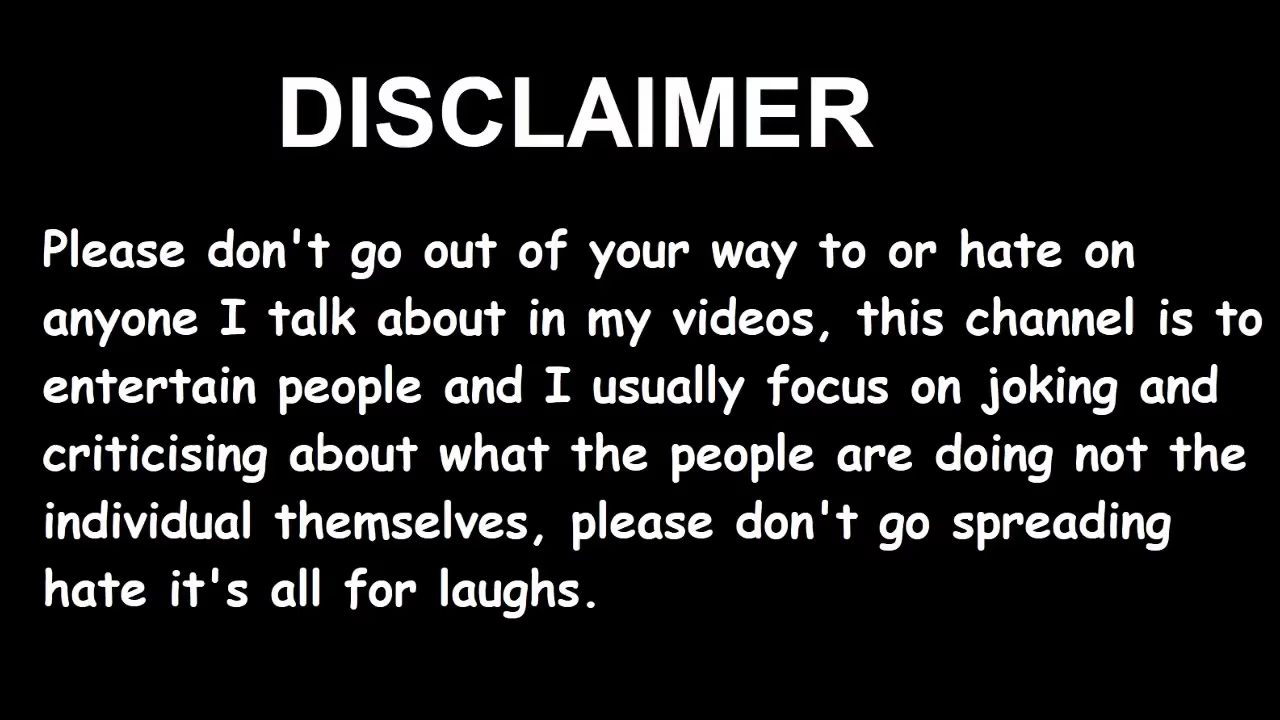 DISCLAIMER
Please don't go out of your way to or hate on
anyone I talk about in my videos, this channel is to
entertain people and I usually focus on joking and
criticising about what the people are doing not the
individual themselves, please don't go spreading
hate it's all for laughs.